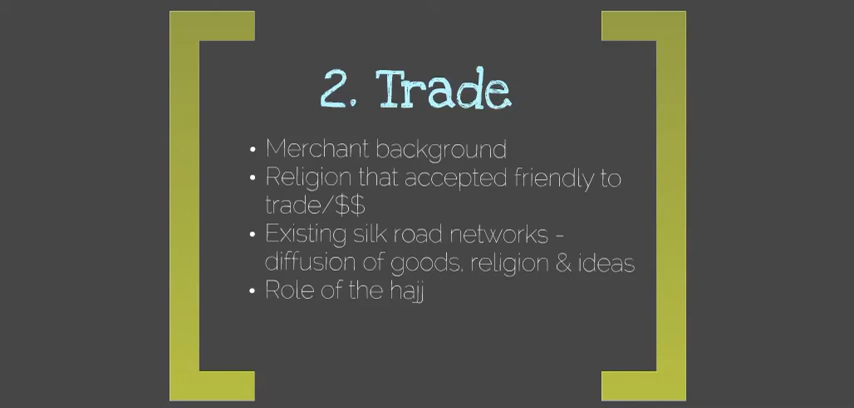 2. Trade
• Merchant background
• Religion that accepted friendly to
trade/$$
• Existing silk road networks -
diffusion of goods, religion & ideas
• Role of the hajj